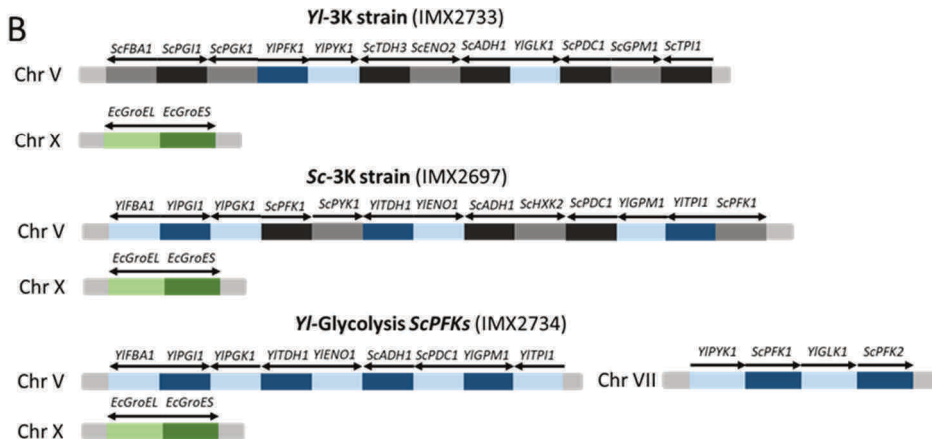 B
Yl-3K strain (IMX2733)
ScFBA1 ScPGI1 ScPGK1 YlPFK1 YlPYK1 ScTDH3 ScENO2 ScADH1 YlGLK1 ScPDC1 ScGPM1 ScTPI1
Chr V
EcGroEL EcGroES
Chr X
Sc-3K strain (IMX2697)
YlFBA1 YlPGI1 YlPGK1 ScPFK1 ScPYK1 YlTDH1 YlENO1 ScADH1 ScHXK2 ScPDC1 YlGPM1 YlTPI1 ScPFK1
Chr V
EcGroEL EcGroES
Chr X
Yl-Glycolysis ScPFKs (IMX2734)
YlFBA1 YlPGI1 YlPGK1 YlTDH1 YlENO1 ScADH1 ScPDC1 YlGPM1 YlTPI1
Chr V
YlPYK1 ScPFK1 YlGLK1 ScPFK2
Chr VII
EcGroEL EcGroES
Chr X